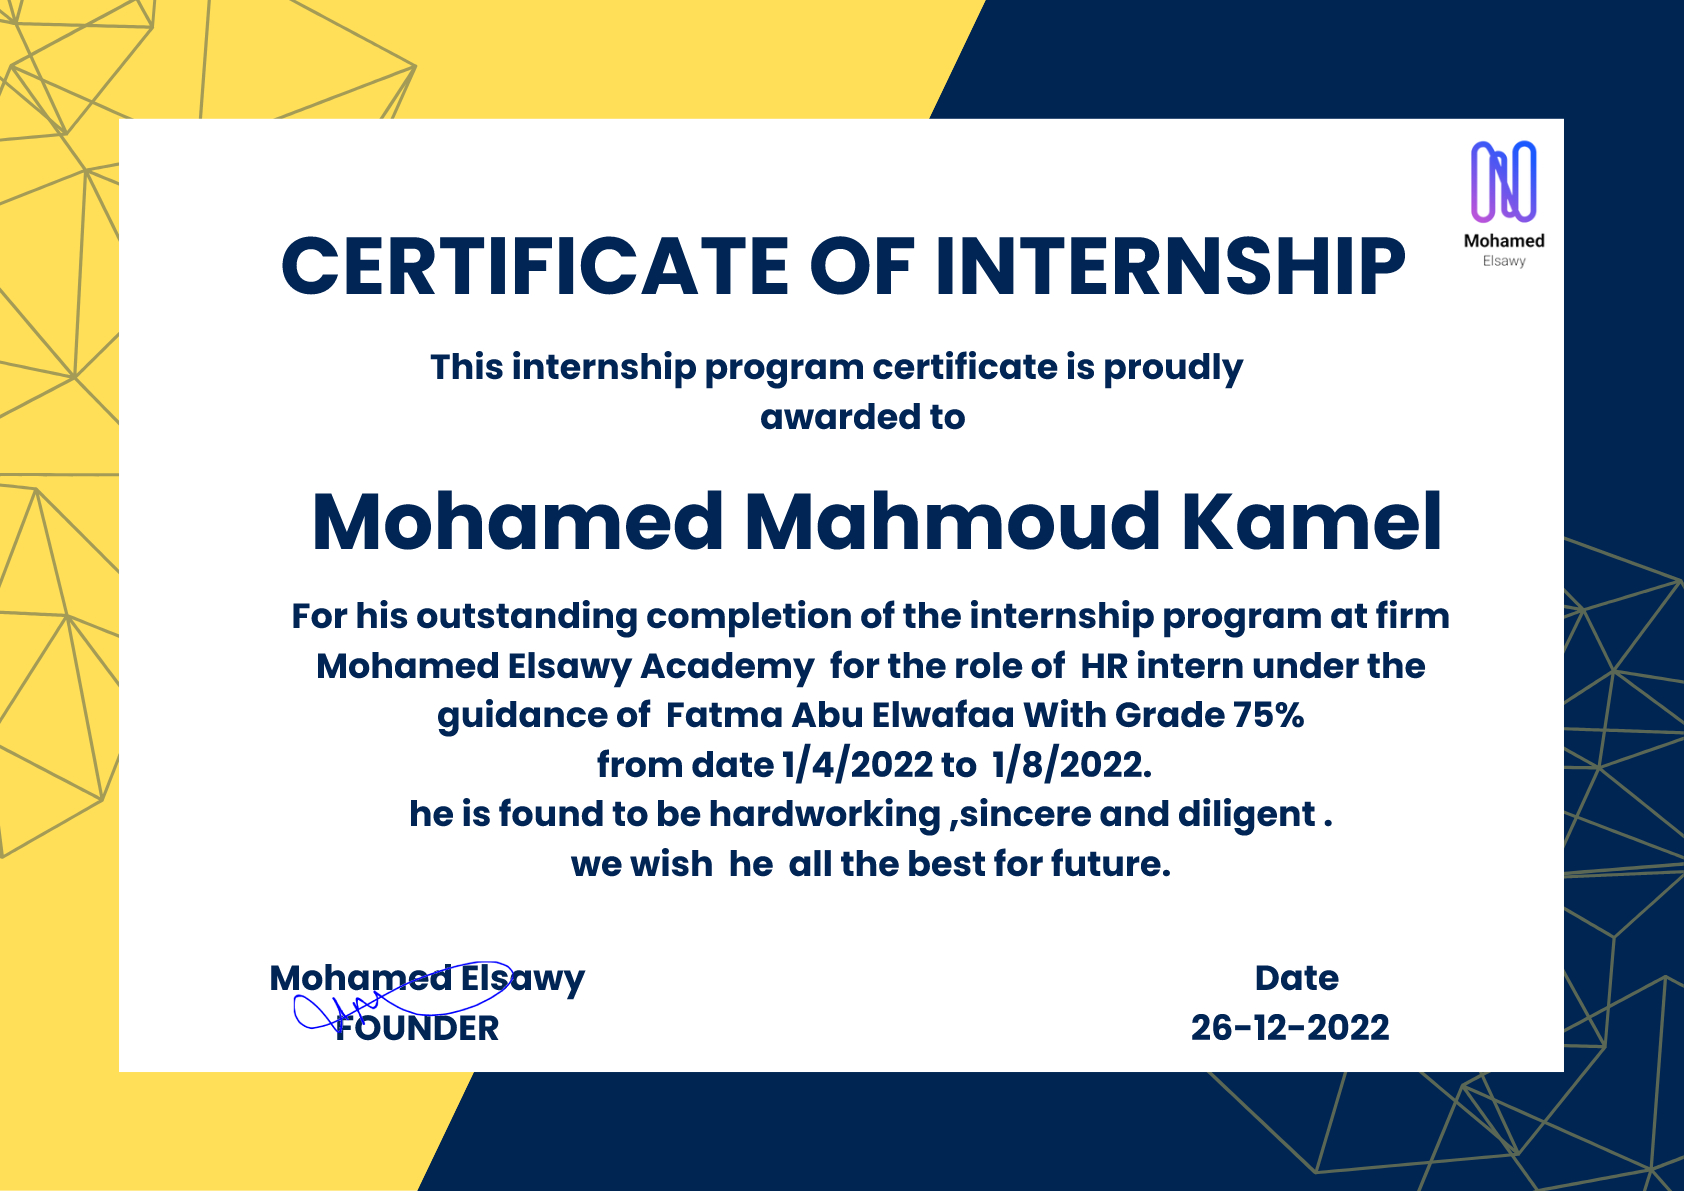 Mohamed
Elsawy
CERTIFICATE OF INTERNSHIP
This internship program certificate is proudly
awarded to
Mohamed Mahmoud Kamel
For his outstanding completion of the internship program at firm
Mohamed Elsawy Academy  for the role of  HR intern under the
guidance of  Fatma Abu Elwafaa With Grade 75%
from date 1/4/2022 to  1/8/2022.
he is found to be hardworking ,sincere and diligent .
we wish  he  all the best for future.
Mohamed Elsawy
FOUNDER
Date
26-12-2022